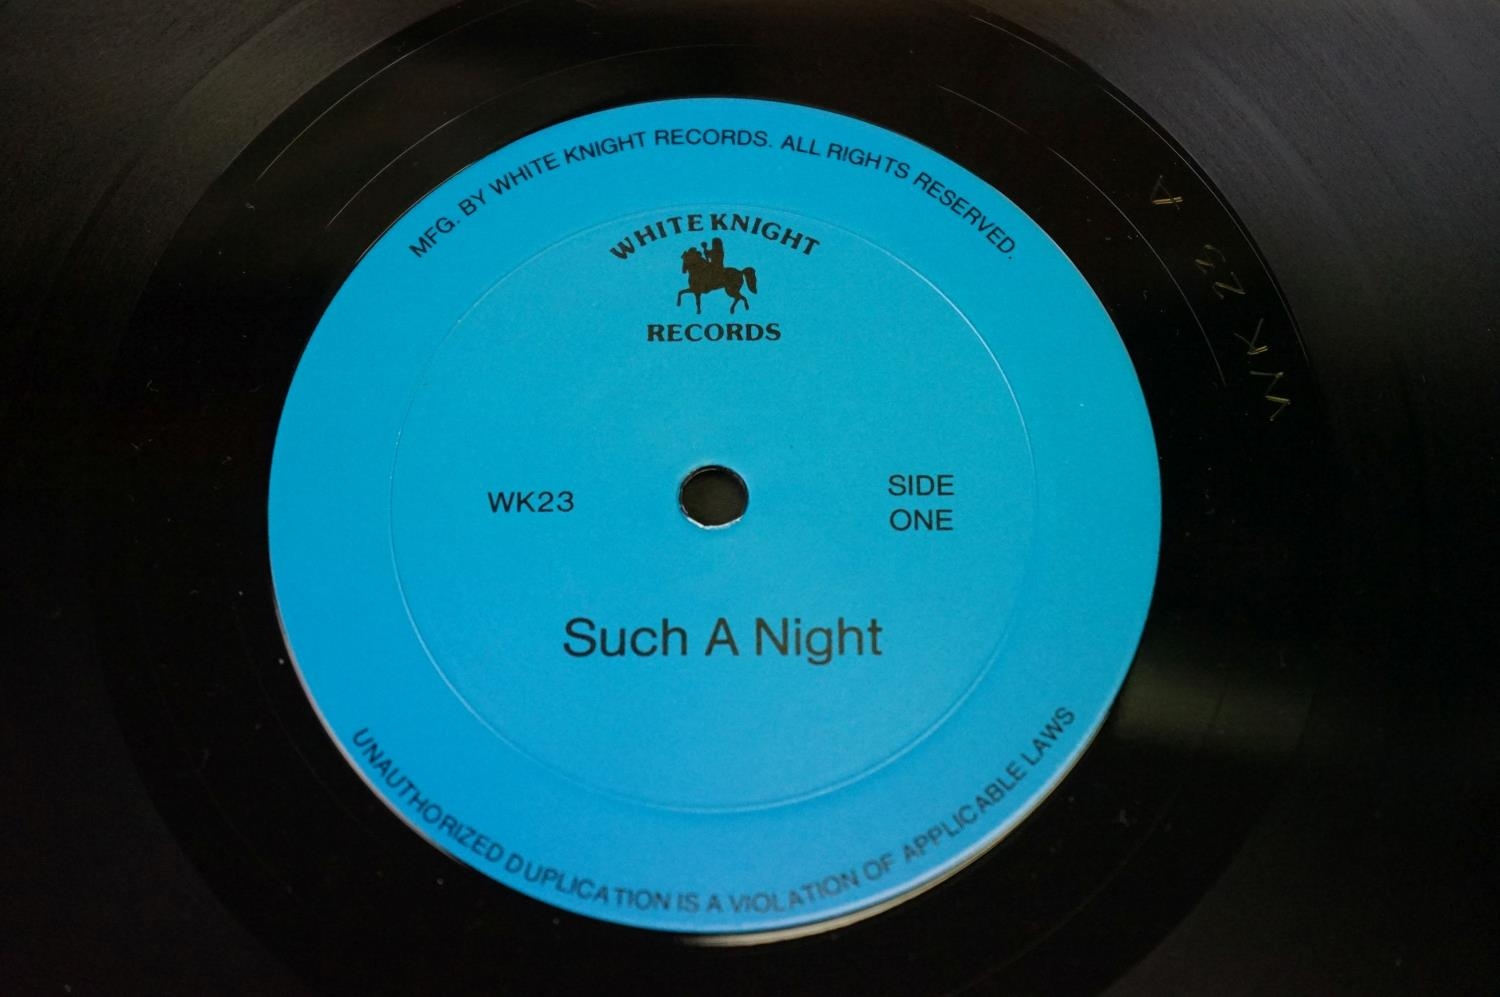 MFG. BY WHITE KNIGHT RECORDS. ALL RIGHTS RESERVED.
WHITE KNIGHT
RECORDS
WK23
SIDE
ONE
Such A Night
UNAUTHORIZED DUPLICATION IS A VIOLATION OF APPLICABLE LAWS
WK 23 A